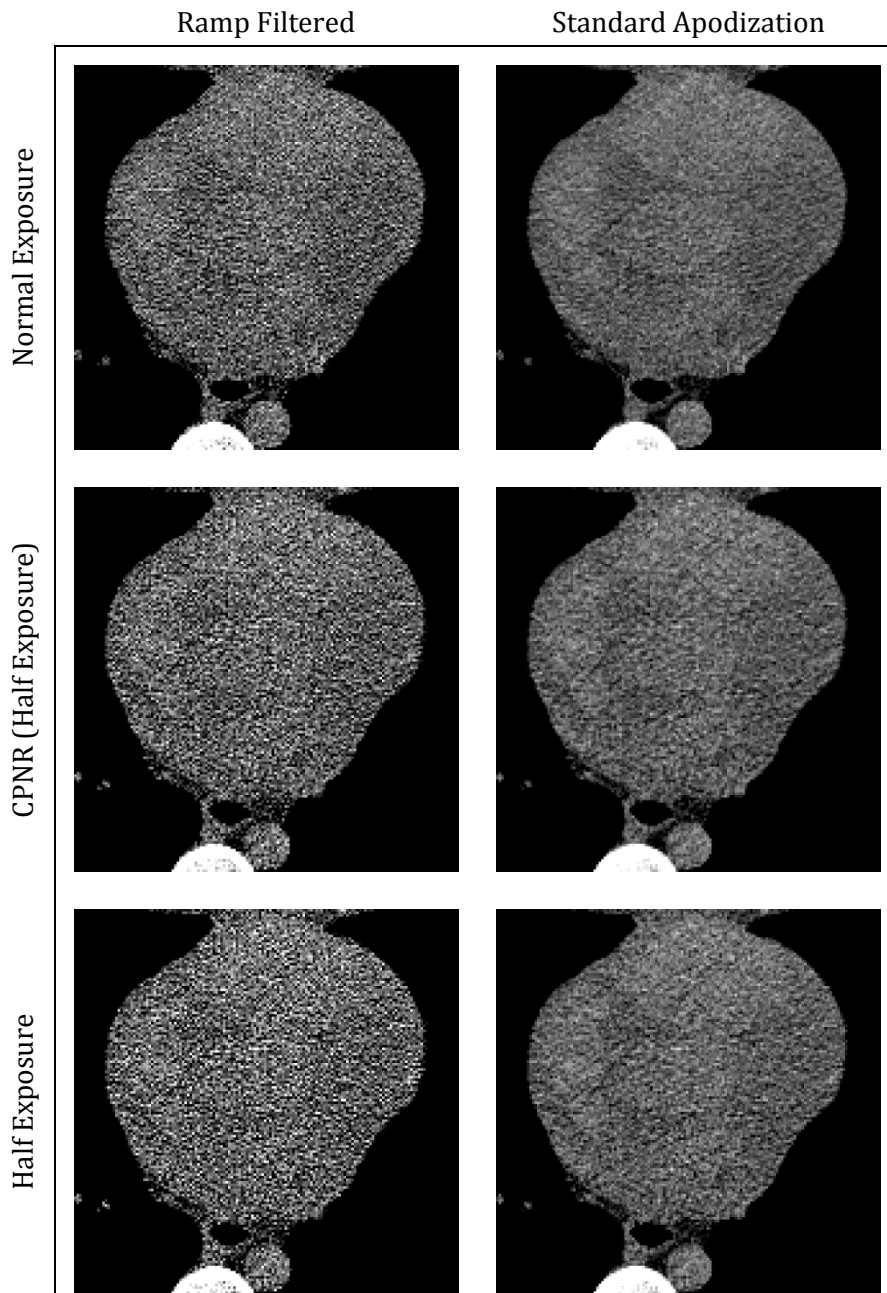 Ramp Filtered
Standard Apodization
Normal Exposure
CPNR (Half Exposure)
Half Exposure